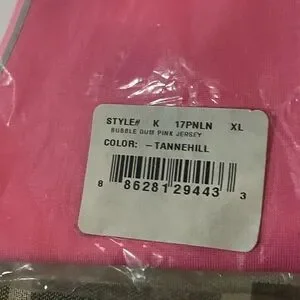 STYLE# K 17PNLN XL
BUBBLE GUM PINK JERSEY
COLOR: -TANNEHILL
8 86281 29443 3